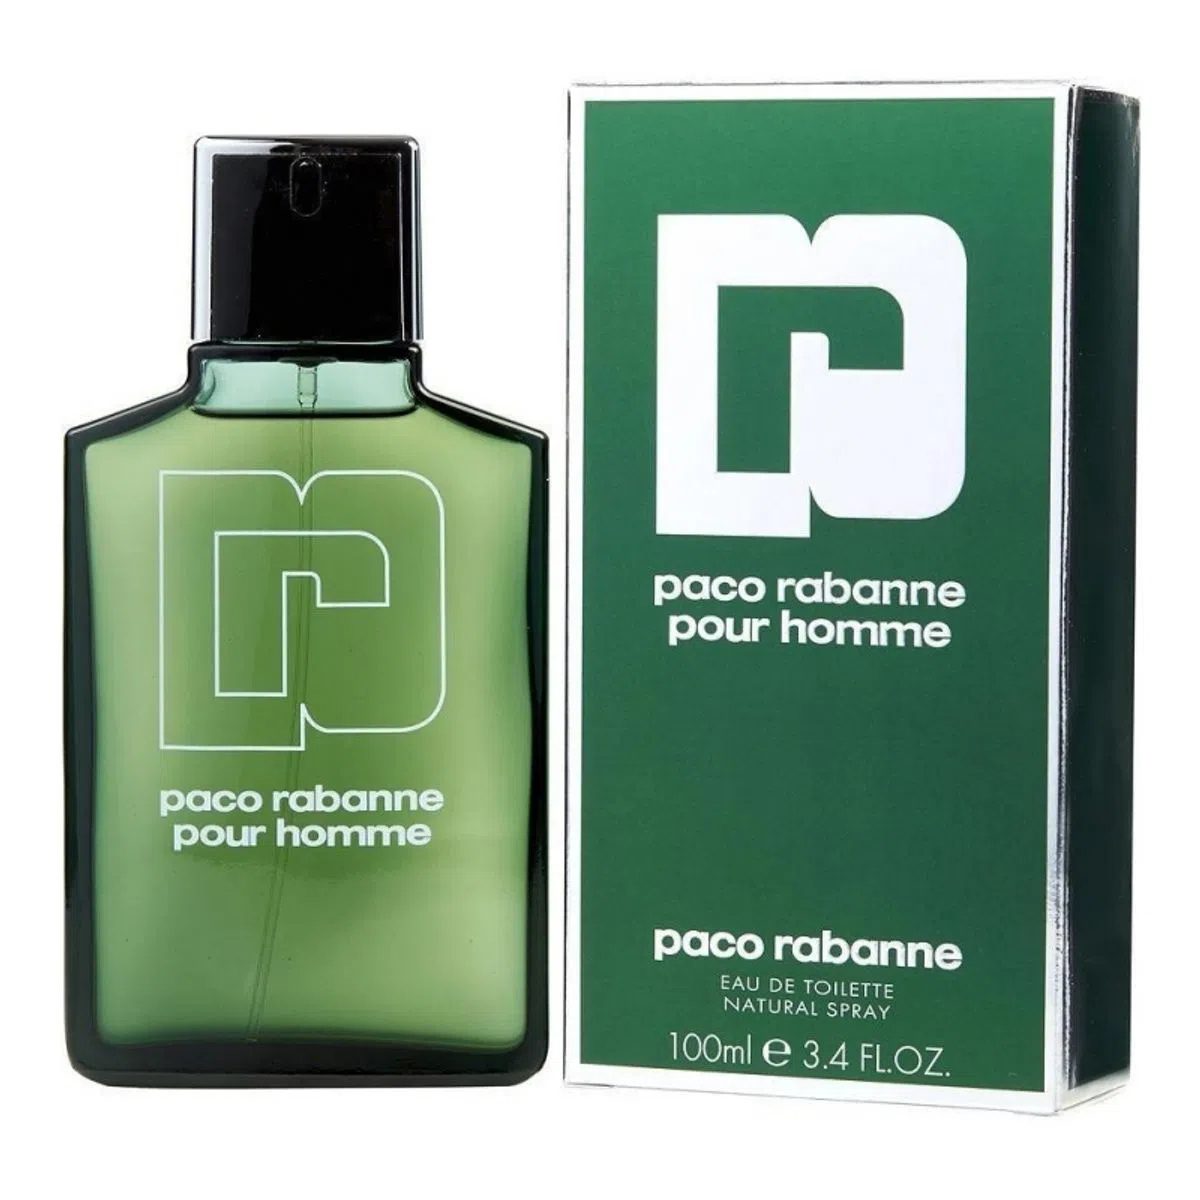 paco rabanne
pour homme
paco rabanne
pour homme
paco rabanne
EAU DE TOILETTE
NATURAL SPRAY
100ml e 3.4 FL.OZ.